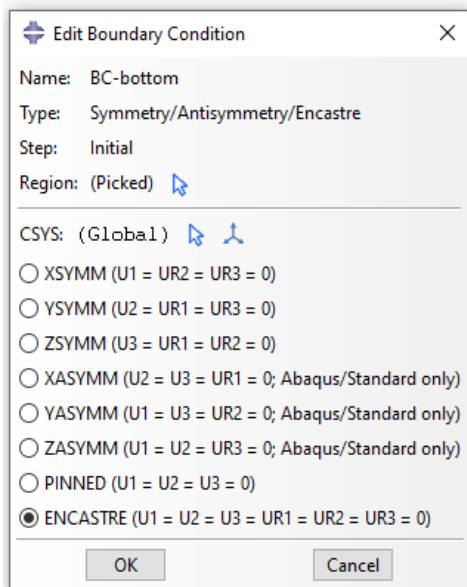 Edit Boundary Condition
Name: BC-bottom
Type: Symmetry/Antisymmetry/Encastre
Step: Initial
Region: (Picked)
CSYS: (Global)
XSYMM (U1 = UR2 = UR3 = 0)
YSYMM (U2 = UR1 = UR3 = 0)
ZSYMM (U3 = UR1 = UR2 = 0)
XASYMM (U2 = U3 = UR1 = 0; Abaqus/Standard only)
YASYMM (U1 = U3 = UR2 = 0; Abaqus/Standard only)
ZASYMM (U1 = U2 = UR3 = 0; Abaqus/Standard only)
PINNED (U1 = U2 = U3 = 0)
ENCASTRE (U1 = U2 = U3 = UR1 = UR2 = UR3 = 0)
OK Cancel